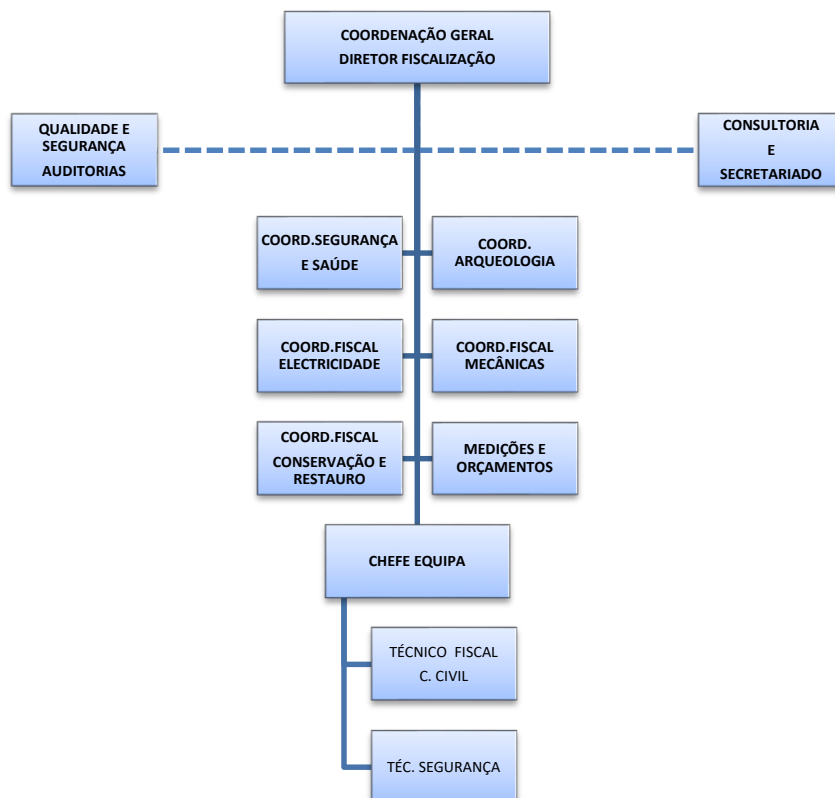 COORDENAÇÃO GERAL
DIRETOR FISCALIZAÇÃO
QUALIDADE E
SEGURANÇA
AUDITORIAS
CONSULTORIA
E
SECRETARIADO
COORD.SEGURANÇA
E SAÚDE
COORD.
ARQUEOLOGIA
COORD.FISCAL
ELECTRICIDADE
COORD.FISCAL
MECÂNICAS
COORD.FISCAL
CONSERVAÇÃO E
RESTAURO
MEDIÇÕES E
ORÇAMENTOS
CHEFE EQUIPA
TÉCNICO FISCAL
C. CIVIL
TÉC. SEGURANÇA